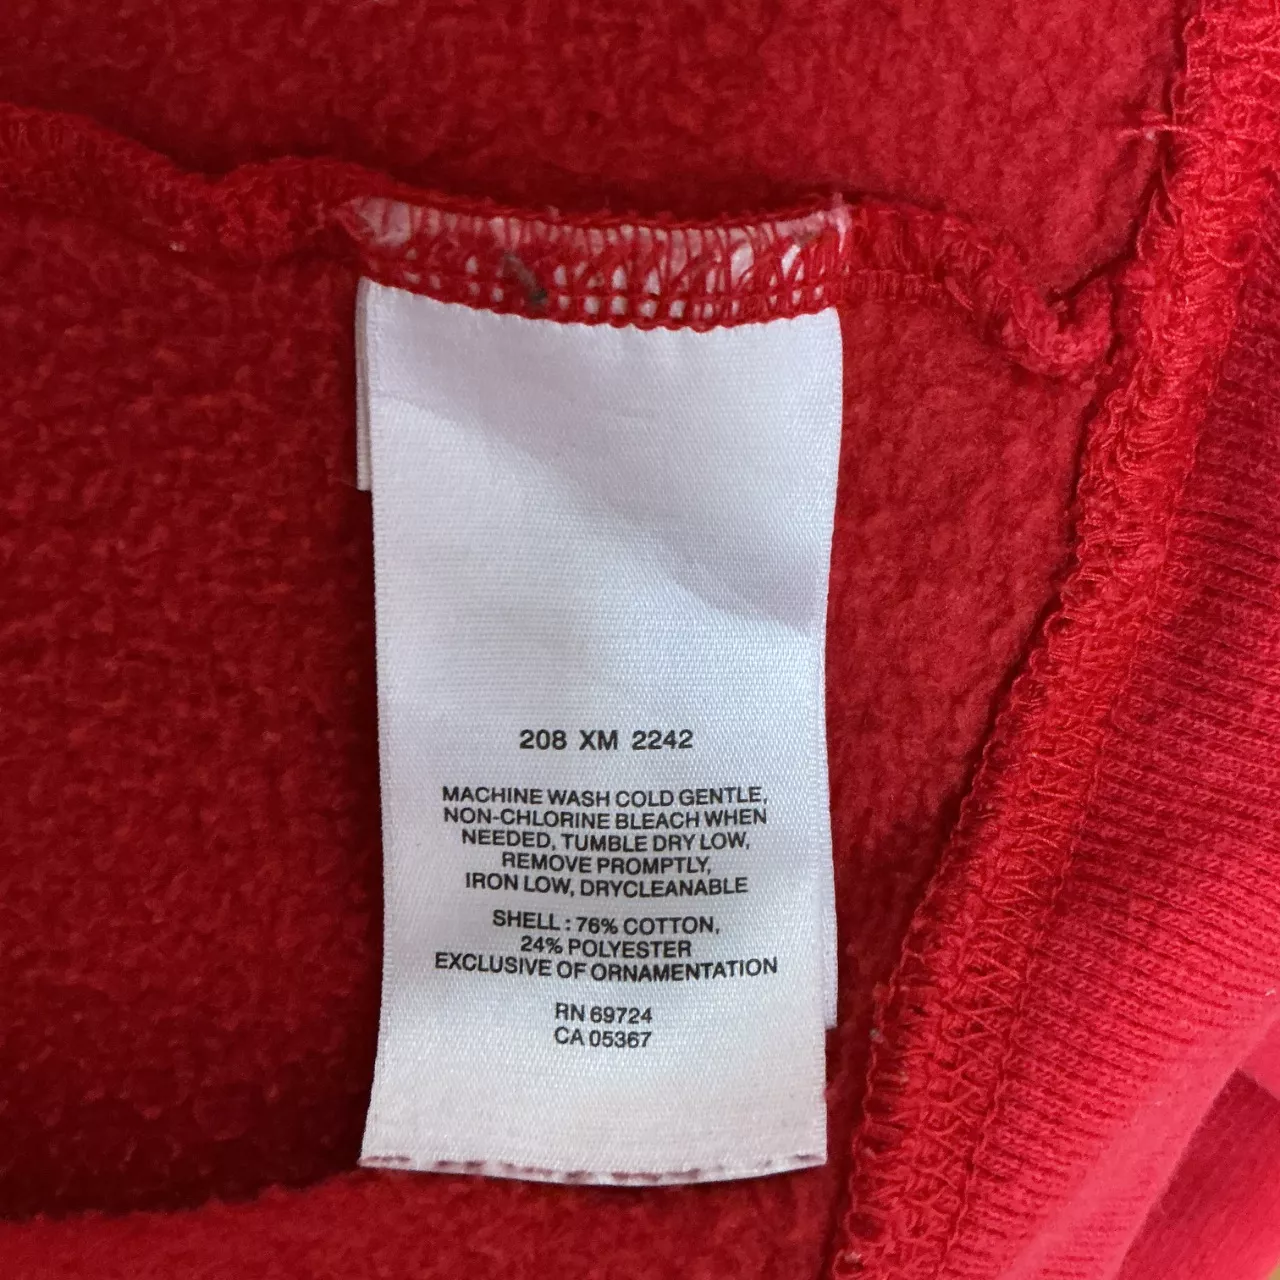 208 XM 2242
MACHINE WASH COLD GENTLE,
NON-CHLORINE BLEACH WHEN
NEEDED, TUMBLE DRY LOW,
REMOVE PROMPTLY,
IRON LOW, DRYCLEANABLE
SHELL : 76% COTTON,
24% POLYESTER
EXCLUSIVE OF ORNAMENTATION
RN 69724
CA 05367